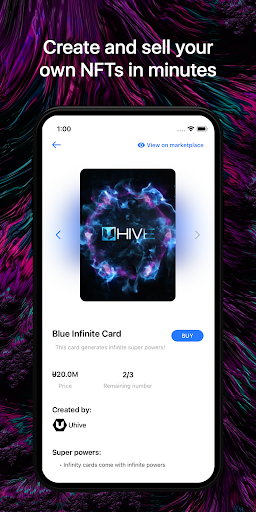 Create and sell your
own NFTs in minutes
1:00
View on marketplace
UHIVE
Blue Infinite Card
BUY
This card generates infinite super powers!
Ʉ20.0M
2/3
Price
Remaining number
Created by:
Uhive
Super powers:
• Infinity cards come with infinite powers